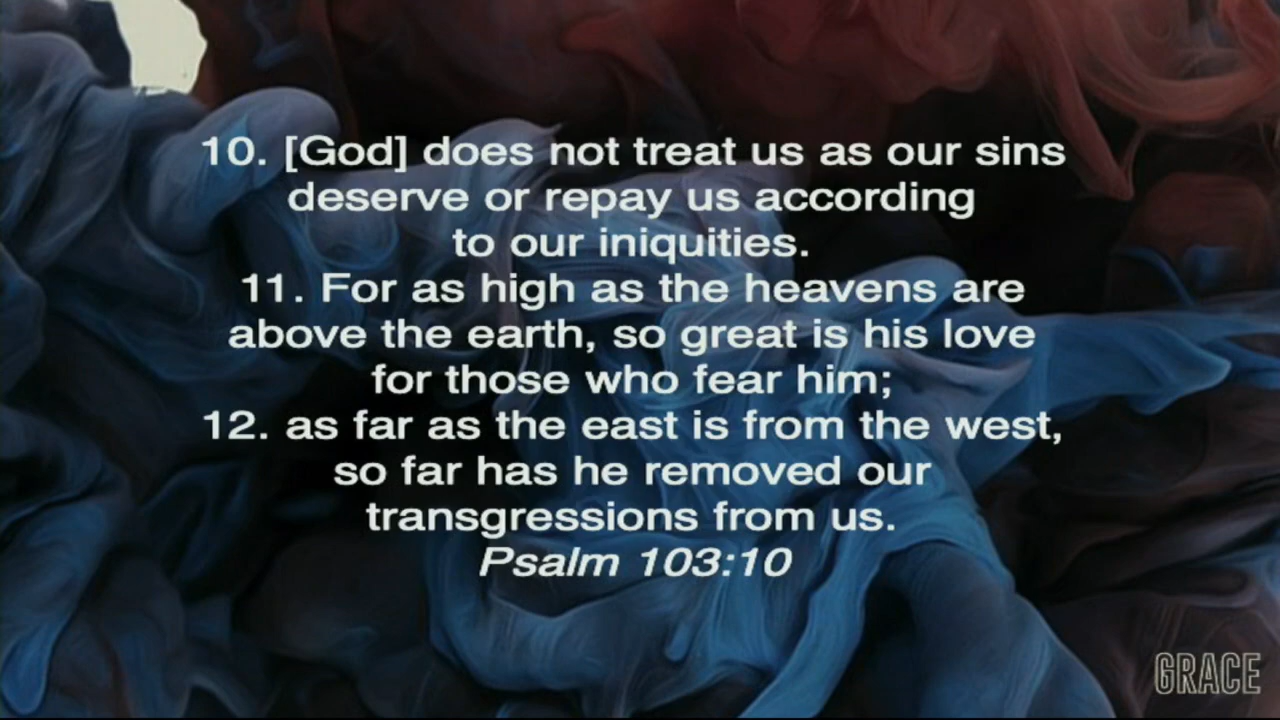 10. [God] does not treat us as our sins
deserve or repay us according
to our iniquities.
11. For as high as the heavens are
above the earth, so great is his love
for those who fear him;
12. as far as the east is from the west,
so far has he removed our
transgressions from us.
Psalm 103:10
GRACE